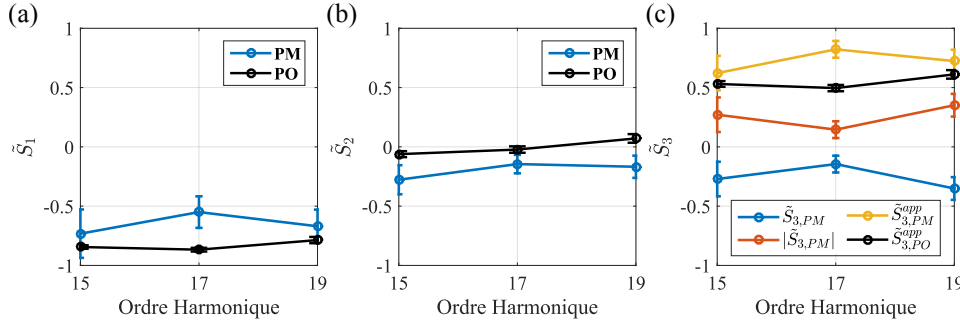 (a)
1
0.5
0
-0.5
-1
S̃1
15 17 19
Ordre Harmonique
PM
PO
(b)
1
0.5
0
-0.5
-1
S̃2
15 17 19
Ordre Harmonique
PM
PO
(c)
1
0.5
0
-0.5
-1
S̃3
15 17 19
Ordre Harmonique
S̃3,PM
|S̃3,PM|
S̃app3,PM
S̃app3,PO